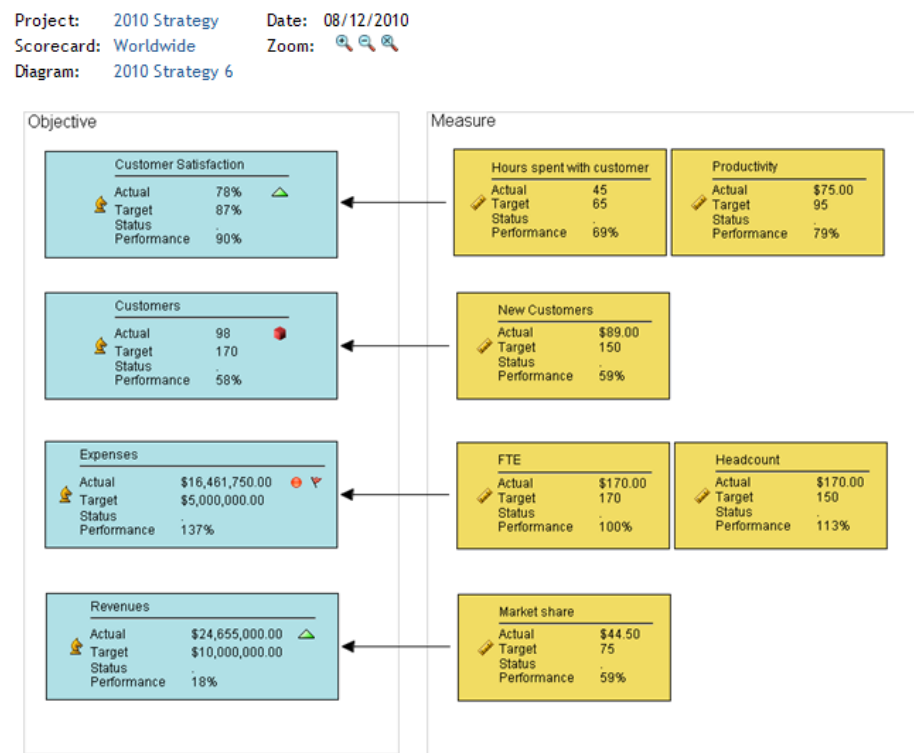 Project: 2010 Strategy Date: 08/12/2010
Scorecard: Worldwide Zoom:
Diagram: 2010 Strategy 6
Objective
Measure
Customer Satisfaction
Actual 78%
Target 87%
Status .
Performance 90%
Hours spent with customer
Actual 45
Target 65
Status .
Performance 69%
Productivity
Actual $75.00
Target 95
Status .
Performance 79%
Customers
Actual 98
Target 170
Status .
Performance 58%
New Customers
Actual $89.00
Target 150
Status .
Performance 59%
Expenses
Actual $16,461,750.00
Target $5,000,000.00
Status .
Performance 137%
FTE
Actual $170.00
Target 170
Status .
Performance 100%
Headcount
Actual $170.00
Target 150
Status .
Performance 113%
Revenues
Actual $24,655,000.00
Target $10,000,000.00
Status .
Performance 18%
Market share
Actual $44.50
Target 75
Status .
Performance 59%